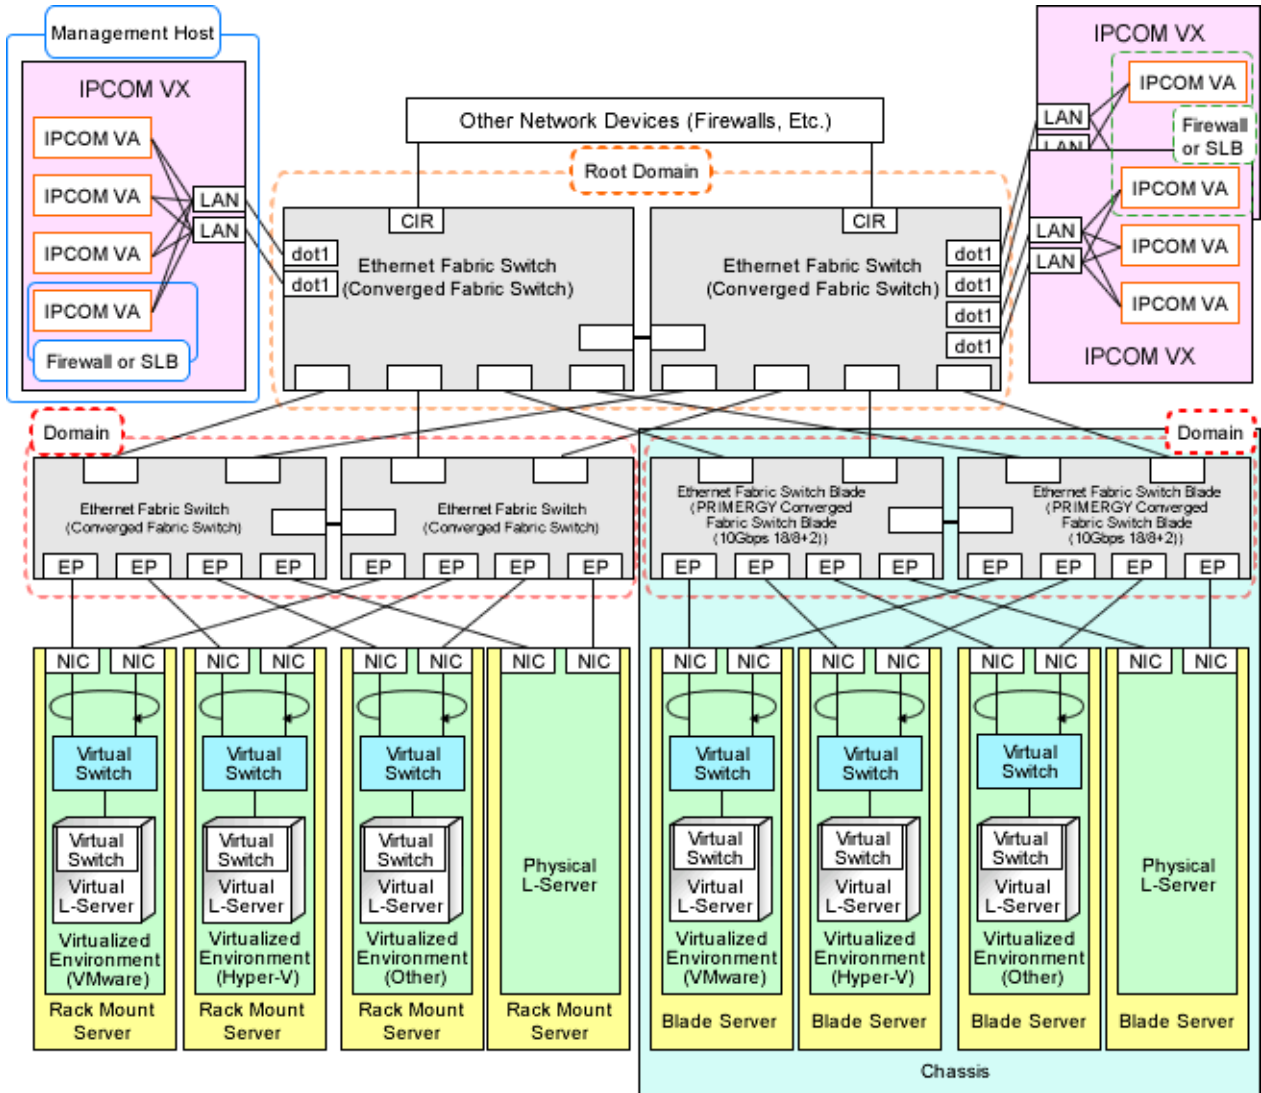 Management Host
IPCOM VX
IPCOM VA
IPCOM VA
IPCOM VA
IPCOM VA
Firewall or SLB
LAN
LAN
Other Network Devices (Firewalls, Etc.)
Root Domain
CIR
dot1
dot1
Ethernet Fabric Switch
(Converged Fabric Switch)
CIR
Ethernet Fabric Switch
(Converged Fabric Switch)
dot1
dot1
dot1
dot1
IPCOM VX
IPCOM VA
LAN
LAN
Firewall
or SLB
IPCOM VA
LAN
IPCOM VA
LAN
IPCOM VA
IPCOM VX
Domain
Domain
Ethernet Fabric Switch
(Converged Fabric Switch)
EP
EP
EP
EP
Ethernet Fabric Switch
(Converged Fabric Switch)
EP
EP
EP
EP
Ethernet Fabric Switch Blade
(PRIMERGY Converged
Fabric Switch Blade
(10Gbps 18/8+2))
EP
EP
EP
EP
Ethernet Fabric Switch Blade
(PRIMERGY Converged
Fabric Switch Blade
(10Gbps 18/8+2))
EP
EP
EP
EP
NIC
NIC
Virtual
Switch
Virtual
Switch
Virtual
L-Server
Virtualized
Environment
(VMware)
Rack Mount
Server
NIC
NIC
Virtual
Switch
Virtual
Switch
Virtual
L-Server
Virtualized
Environment
(Hyper-V)
Rack Mount
Server
NIC
NIC
Virtual
Switch
Virtual
Switch
Virtual
L-Server
Virtualized
Environment
(Other)
Rack Mount
Server
NIC
NIC
Physical
L-Server
Rack Mount
Server
NIC
NIC
Virtual
Switch
Virtual
Switch
Virtual
L-Server
Virtualized
Environment
(VMware)
Blade Server
NIC
NIC
Virtual
Switch
Virtual
Switch
Virtual
L-Server
Virtualized
Environment
(Hyper-V)
Blade Server
NIC
NIC
Virtual
Switch
Virtual
Switch
Virtual
L-Server
Virtualized
Environment
(Other)
Blade Server
NIC
NIC
Physical
L-Server
Blade Server
Chassis